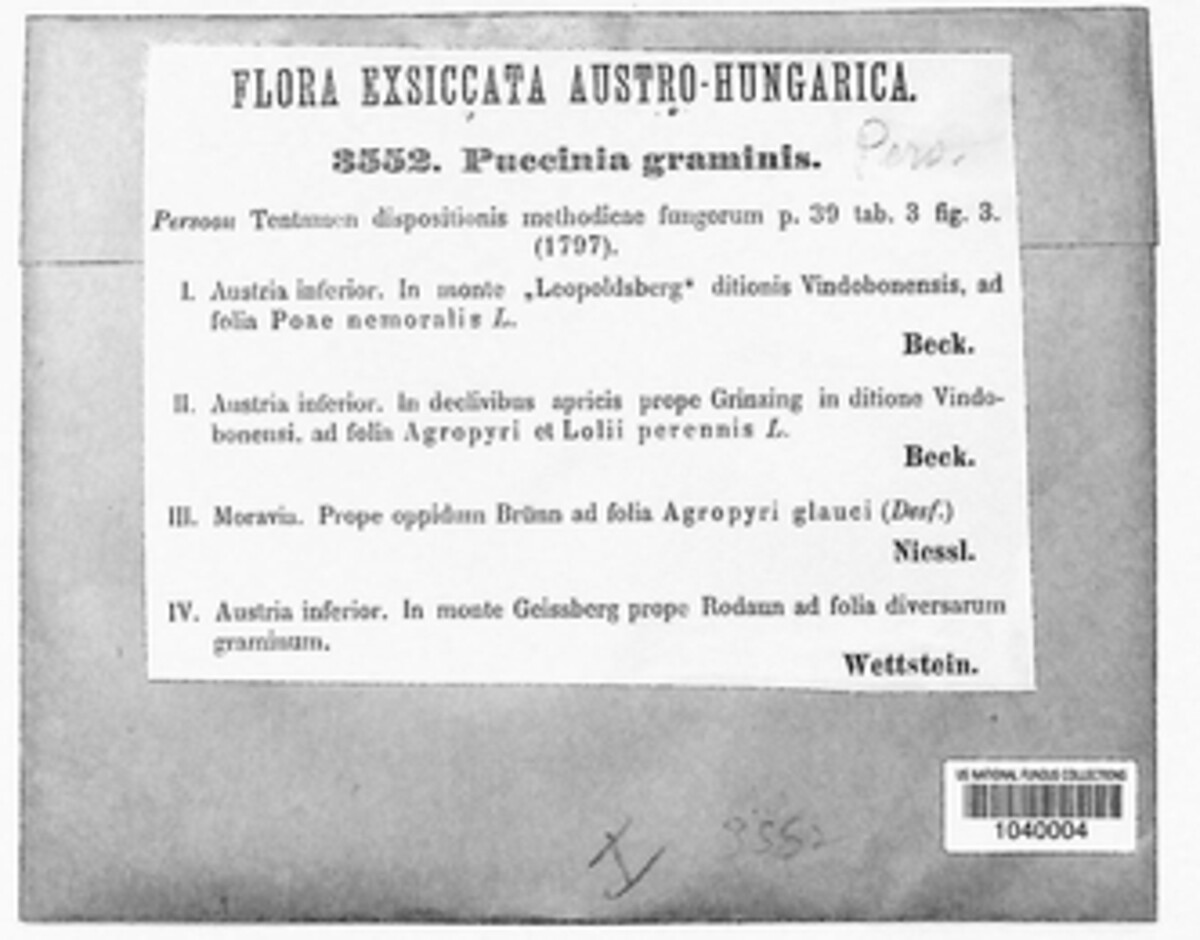 FLORA EXSICCATA AUSTRO-HUNGARICA.
3552. Puccinia graminis. Pers.
Persoon Tentamen dispositionis methodicae fungorum p. 39 tab. 3 fig. 3.
(1797).
I. Austria inferior. In monte „Leopoldsberg“ ditionis Vindobonensis, ad
folia Poae nemoralis L.
Beck.
II. Austria inferior. In declivibus apricis prope Grinzing in ditione Vindo-
bonensi, ad folia Agropyri et Lolii perennis L.
Beck.
III. Moravia. Prope oppidum Brünn ad folia Agropyri glauci (Desf.)
Niessl.
IV. Austria inferior. In monte Geissberg prope Rodaun ad folia diversarum
graminum.
Wettstein.
US NATIONAL FUNGUS COLLECTIONS
1040004
I 3552